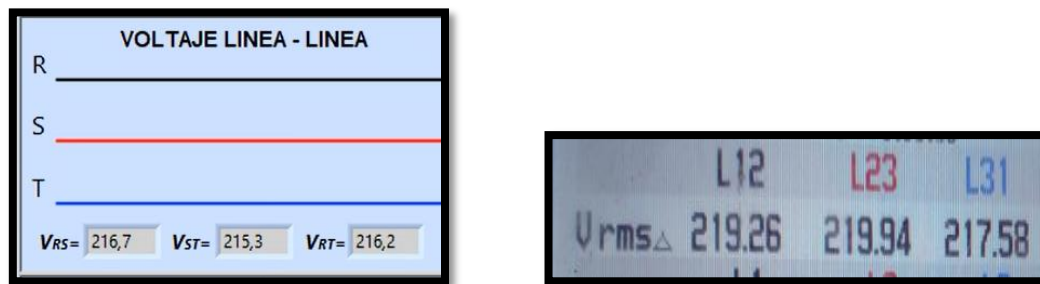 VOLTAJE LINEA - LINEA
R
S
T
VRS= 216,7 VST= 215,3 VRT= 216,2
L12 L23 L31
Vrms△ 219.26 219.94 217.58